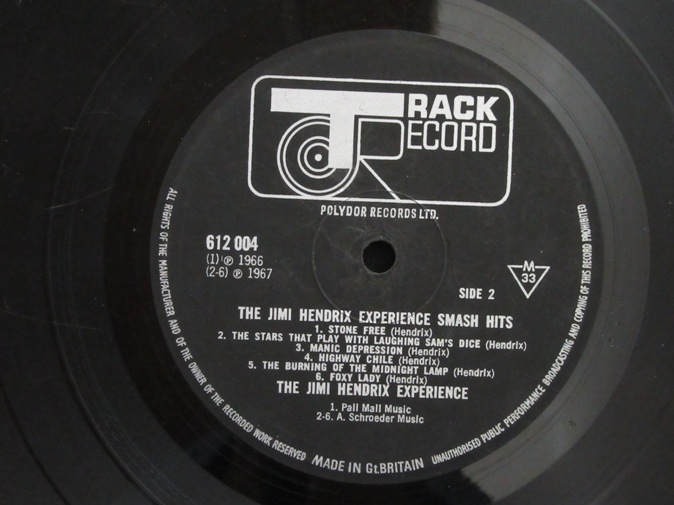 TRACK
RECORD
POLYDOR RECORDS LTD.
612 004
(1) ℗ 1966
(2-6) ℗ 1967
M
33
SIDE 2
THE JIMI HENDRIX EXPERIENCE SMASH HITS
1. STONE FREE (Hendrix)
2. THE STARS THAT PLAY WITH LAUGHING SAM'S DICE (Hendrix)
3. MANIC DEPRESSION (Hendrix)
4. HIGHWAY CHILE (Hendrix)
5. THE BURNING OF THE MIDNIGHT LAMP (Hendrix)
6. FOXY LADY (Hendrix)
THE JIMI HENDRIX EXPERIENCE
1. Pall Mall Music
2-6. A. Schroeder Music
ALL RIGHTS OF THE MANUFACTURER AND OF THE OWNER OF THE RECORDED WORK RESERVED
MADE IN Gt.BRITAIN
UNAUTHORISED PUBLIC PERFORMANCE BROADCASTING AND COPYING OF THIS RECORD PROHIBITED